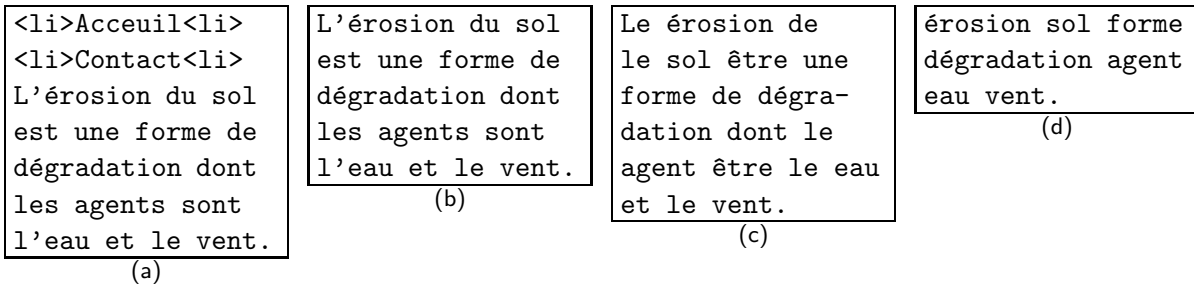 <li>Acceuil<li>
<li>Contact<li>
L'érosion du sol
est une forme de
dégradation dont
les agents sont
l'eau et le vent.
(a)
L'érosion du sol
est une forme de
dégradation dont
les agents sont
l'eau et le vent.
(b)
Le érosion de
le sol être une
forme de dégra-
dation dont le
agent être le eau
et le vent.
(c)
érosion sol forme
dégradation agent
eau vent.
(d)